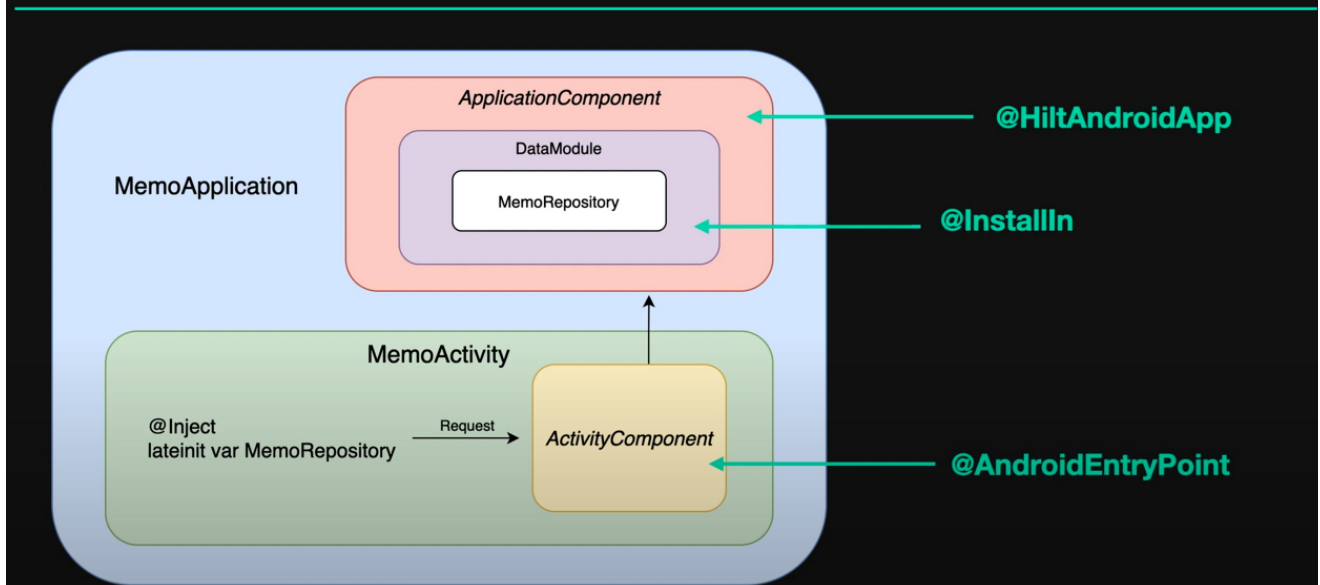 ApplicationComponent
@HiltAndroidApp
DataModule
MemoApplication
MemoRepository
@InstallIn
MemoActivity
@Inject
lateinit var MemoRepository
Request
ActivityComponent
@AndroidEntryPoint